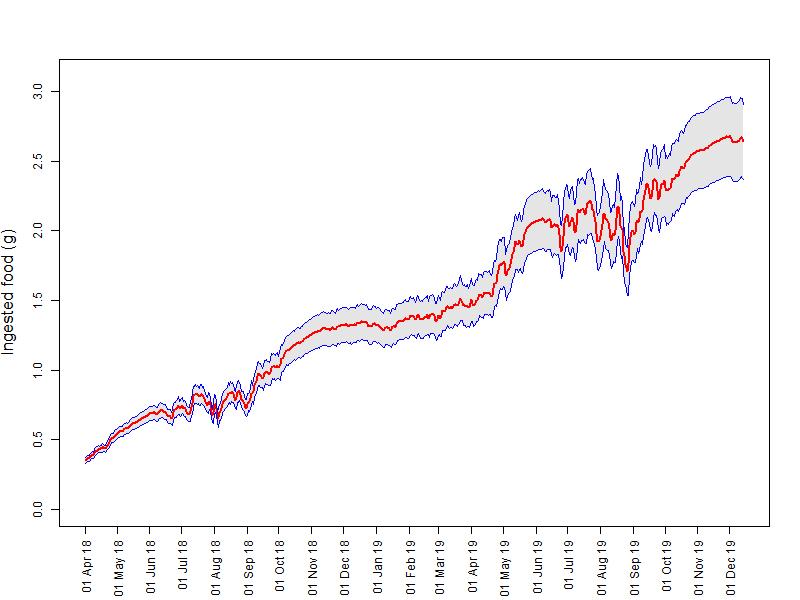 Ingested food (g)
3.0
2.5
2.0
1.5
1.0
0.5
0.0
01 Apr 18
01 May 18
01 Jun 18
01 Jul 18
01 Aug 18
01 Sep 18
01 Oct 18
01 Nov 18
01 Dec 18
01 Jan 19
01 Feb 19
01 Mar 19
01 Apr 19
01 May 19
01 Jun 19
01 Jul 19
01 Aug 19
01 Sep 19
01 Oct 19
01 Nov 19
01 Dec 19